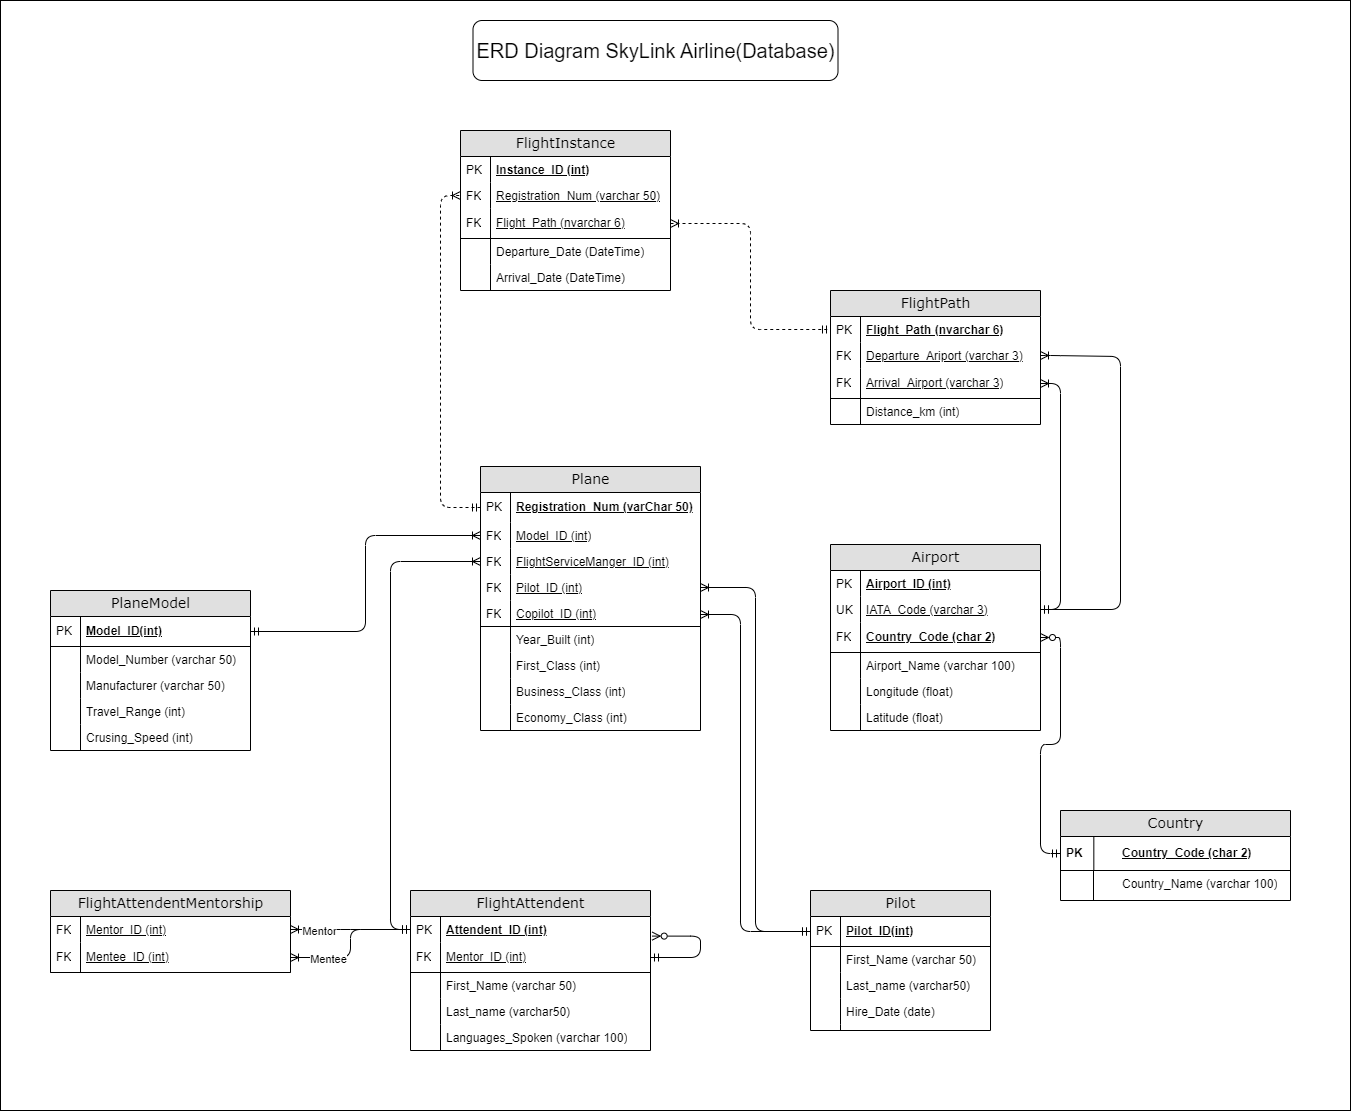 ERD Diagram SkyLink Airline(Database)
FlightInstance
PK Instance_ID (int)
FK Registration_Num (varchar 50)
FK Flight_Path (nvarchar 6)
Departure_Date (DateTime)
Arrival_Date (DateTime)
FlightPath
PK Flight_Path (nvarchar 6)
FK Departure_Ariport (varchar 3)
FK Arrival_Airport (varchar 3)
Distance_km (int)
Plane
PK Registration_Num (varChar 50)
FK Model_ID (int)
FK FlightServiceManger_ID (int)
FK Pilot_ID (int)
FK Copilot_ID (int)
Year_Built (int)
First_Class (int)
Business_Class (int)
Economy_Class (int)
Airport
PK Airport_ID (int)
UK IATA_Code (varchar 3)
FK Country_Code (char 2)
Airport_Name (varchar 100)
Longitude (float)
Latitude (float)
PlaneModel
PK Model_ID(int)
Model_Number (varchar 50)
Manufacturer (varchar 50)
Travel_Range (int)
Crusing_Speed (int)
Country
PK Country_Code (char 2)
Country_Name (varchar 100)
FlightAttendentMentorship
FK Mentor_ID (int)
FK Mentee_ID (int)
Mentor
Mentee
FlightAttendent
PK Attendent_ID (int)
FK Mentor_ID (int)
First_Name (varchar 50)
Last_name (varchar50)
Languages_Spoken (varchar 100)
Pilot
PK Pilot_ID(int)
First_Name (varchar 50)
Last_name (varchar50)
Hire_Date (date)